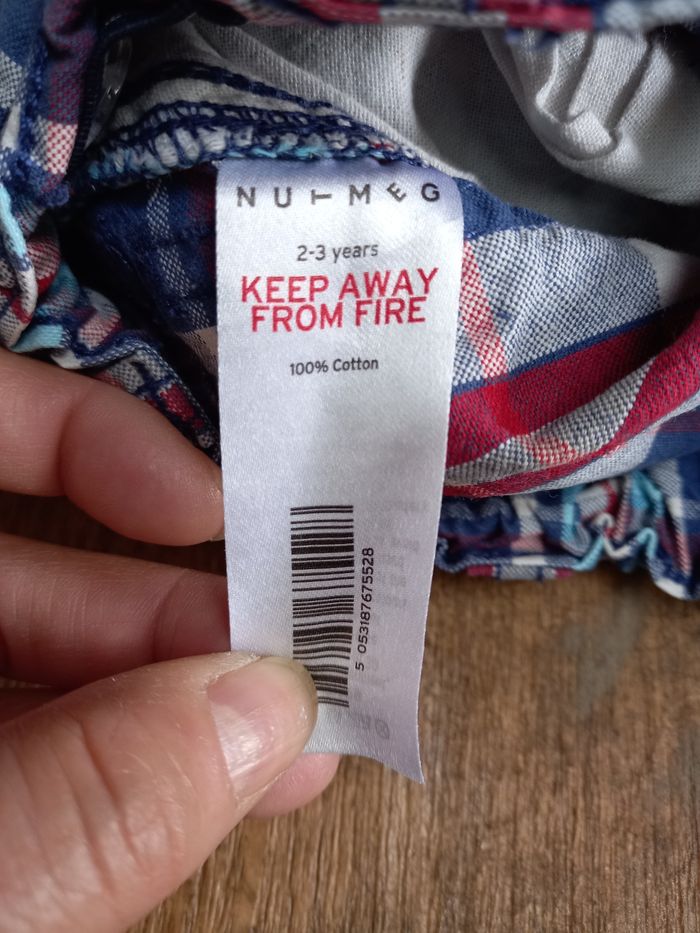 NUTMEG
2-3 years
KEEP AWAY
FROM FIRE
100% Cotton
5 053187675528